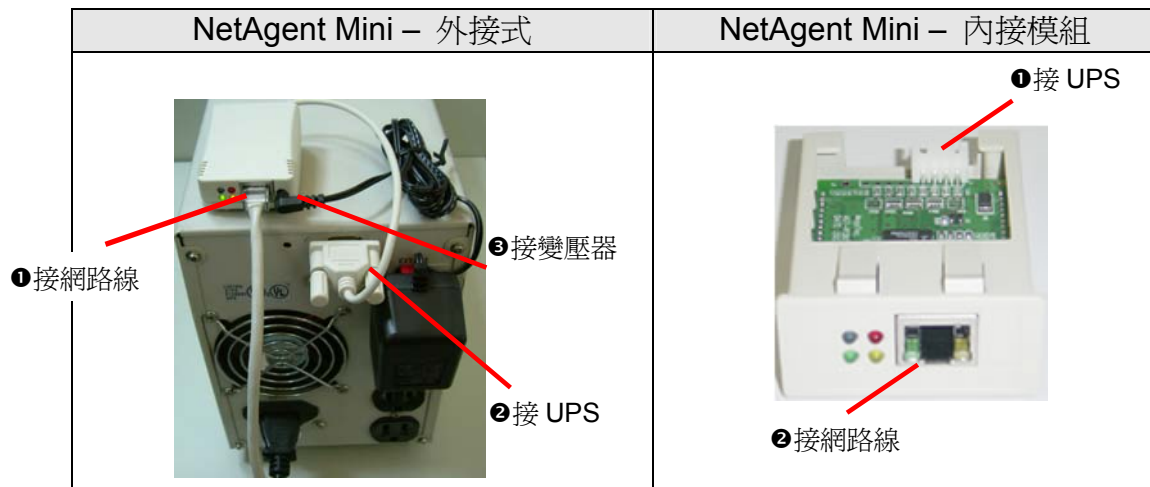 NetAgent Mini – 外接式
NetAgent Mini – 內接模組
❶接網路線
❸接變壓器
❷接 UPS
❶接 UPS
❷接網路線